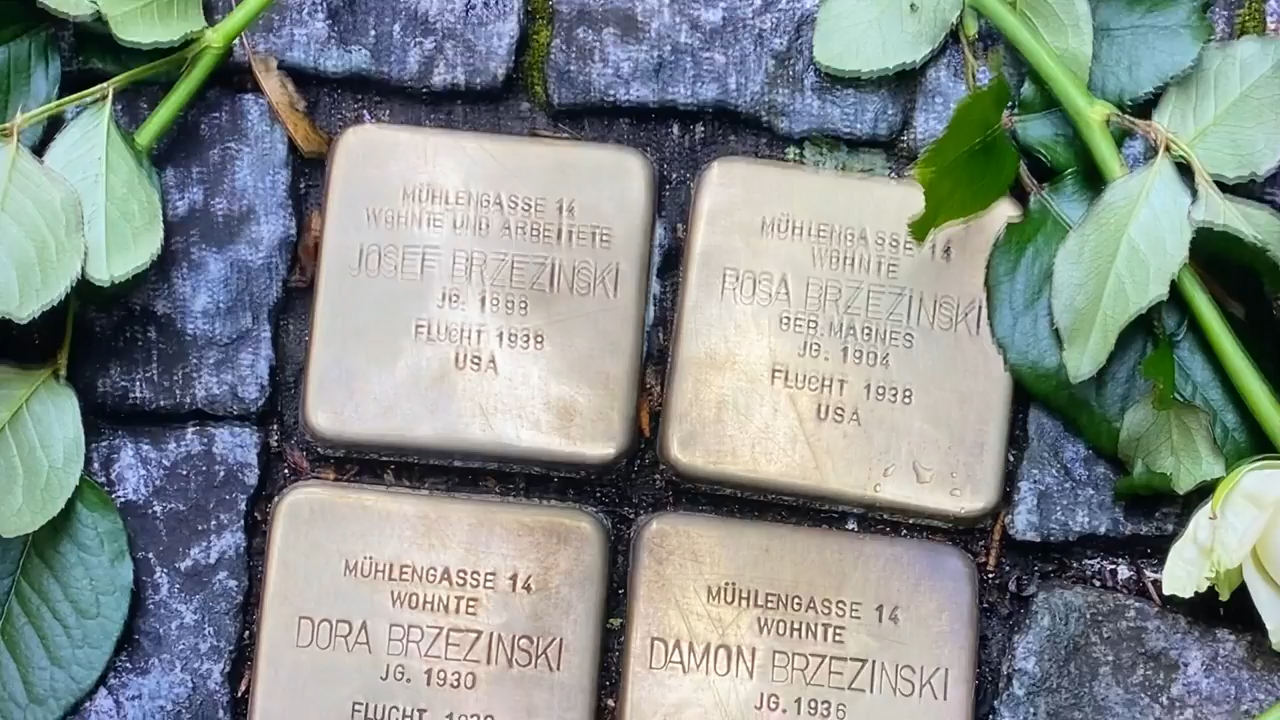 MÜHLENGASSE 14
WOHNTE UND ARBEITETE
JOSEF BRZEZINSKI
JG. 1898
FLUCHT 1938
USA
MÜHLENGASSE 14
WOHNTE
ROSA BRZEZINSKI
GEB. MAGNES
JG. 1904
FLUCHT 1938
USA
MÜHLENGASSE 14
WOHNTE
DORA BRZEZINSKI
JG. 1930
FLUCHT
MÜHLENGASSE 14
WOHNTE
DAMON BRZEZINSKI
JG. 1936